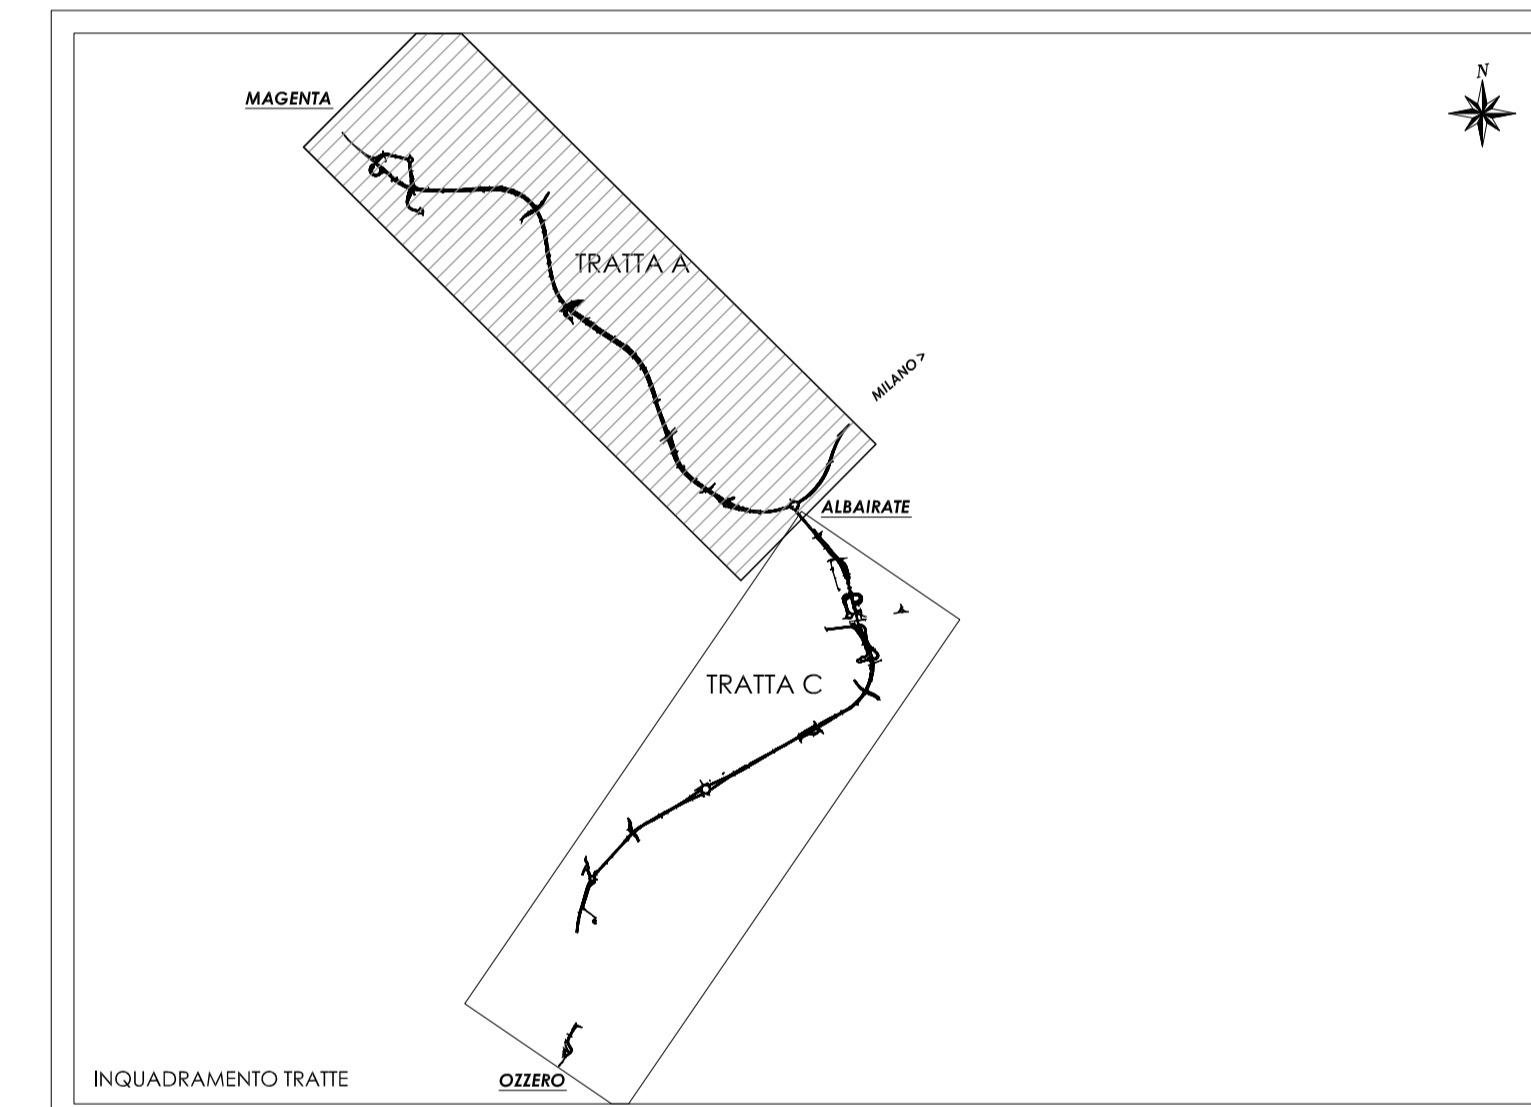 N
MAGENTA
TRATTA A
MILANO >
ALBAIRATE
TRATTA C
INQUADRAMENTO TRATTE
OZZERO